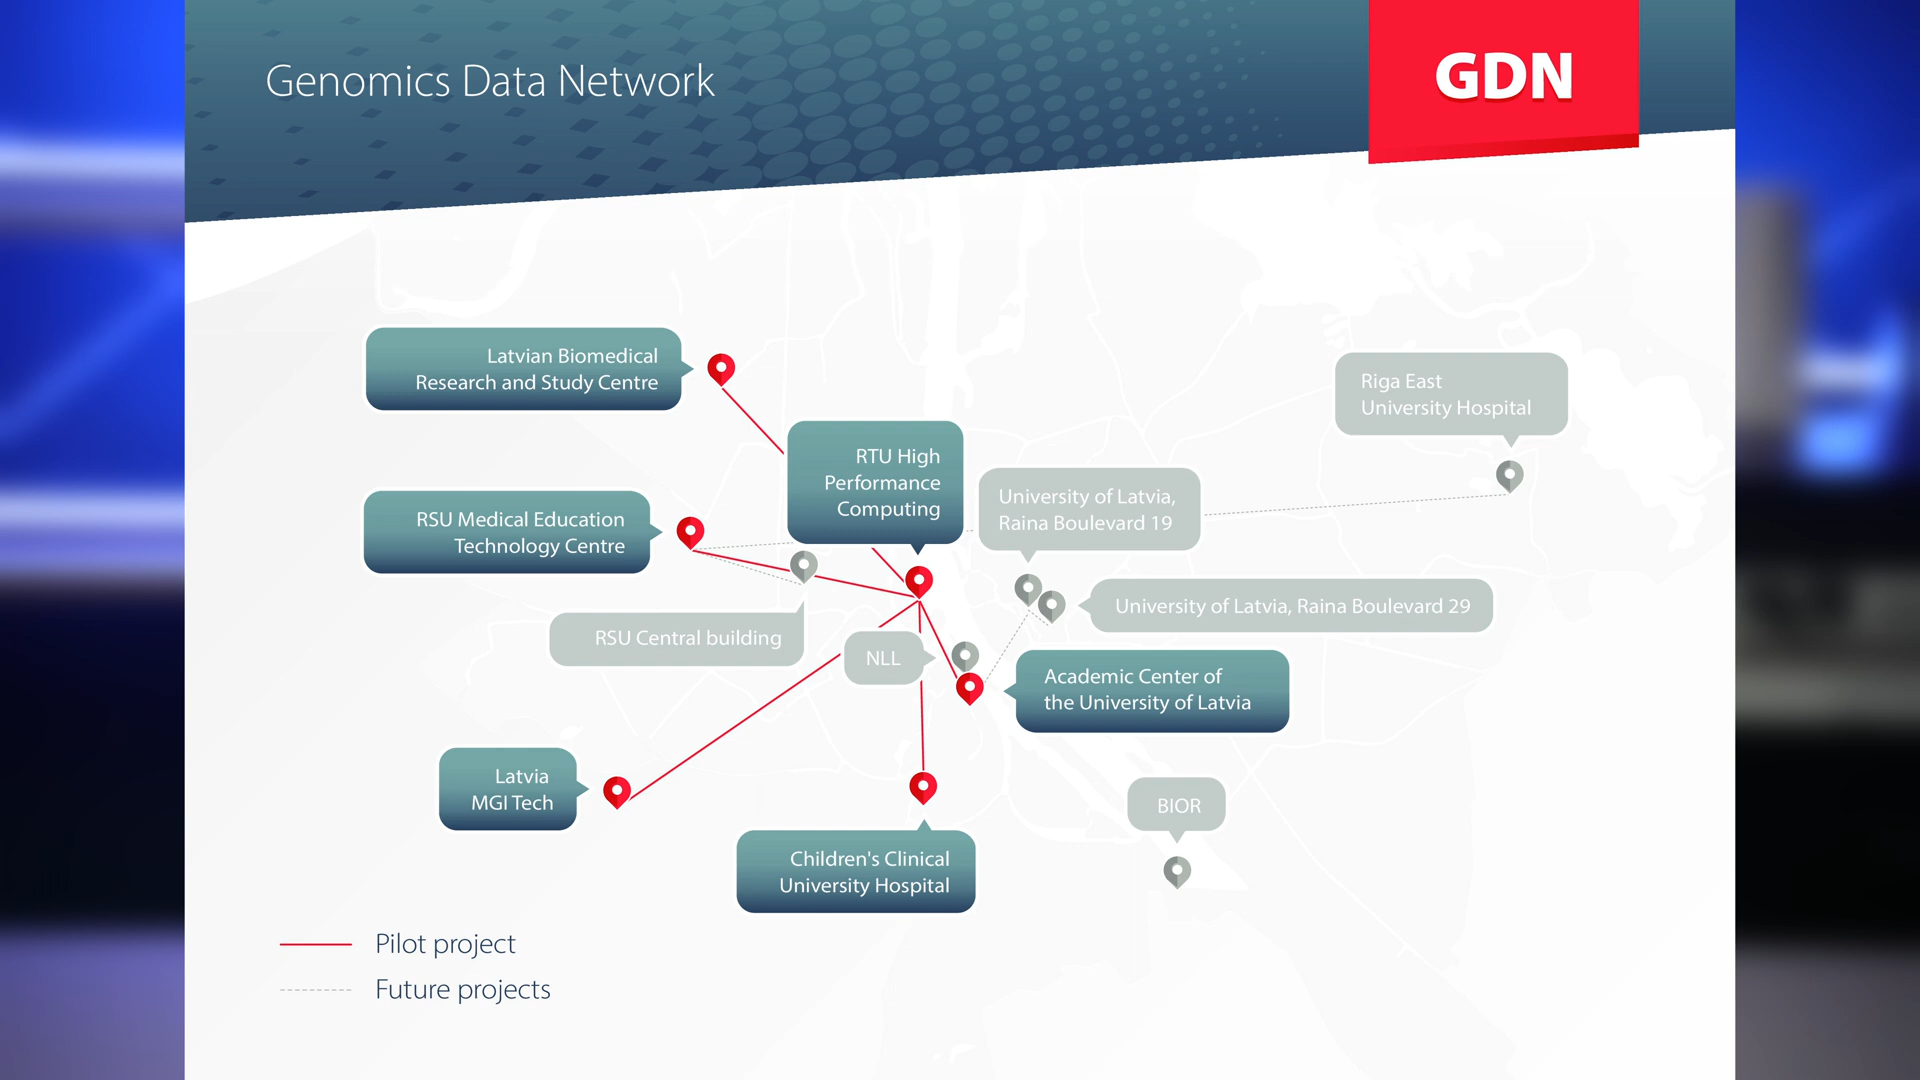 Genomics Data Network
GDN
Latvian Biomedical
Research and Study Centre
Riga East
University Hospital
RTU High
Performance
Computing
University of Latvia,
Raina Boulevard 19
RSU Medical Education
Technology Centre
University of Latvia, Raina Boulevard 29
RSU Central building
NLL
Academic Center of
the University of Latvia
Latvia
MGI Tech
BIOR
Children's Clinical
University Hospital
Pilot project
Future projects